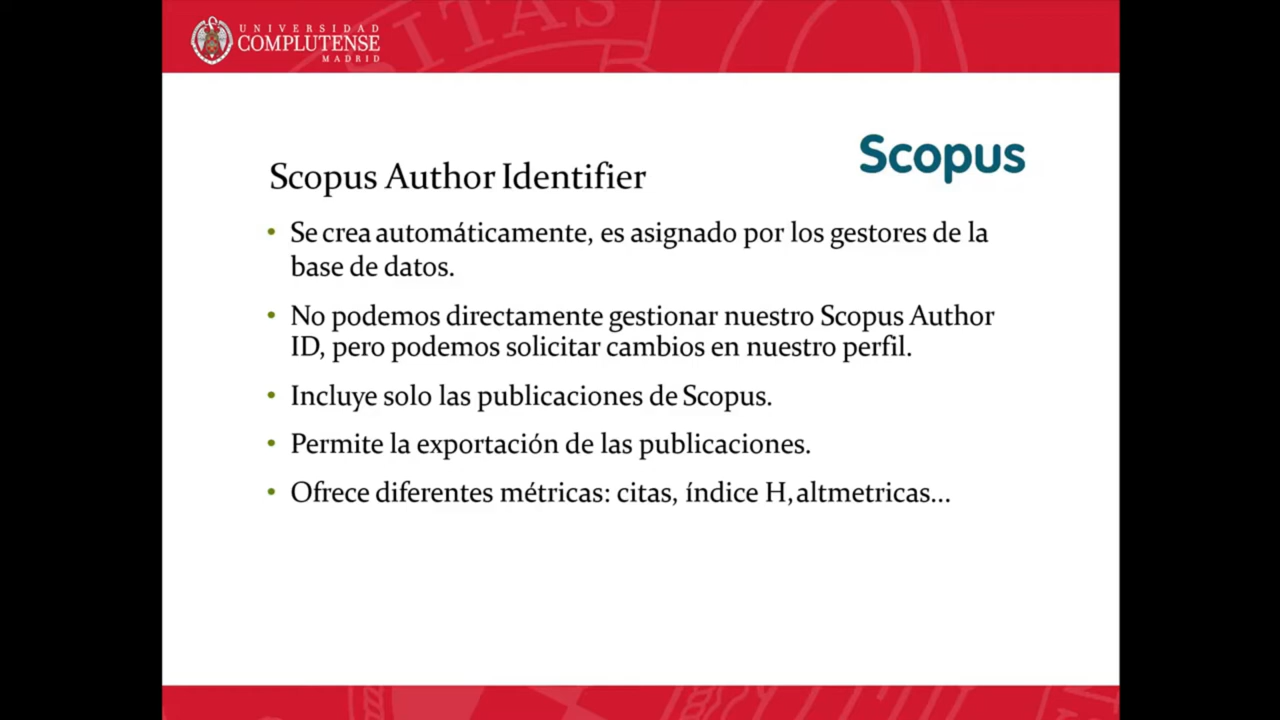 UNIVERSIDAD
COMPLUTENSE
MADRID
Scopus
Scopus Author Identifier
• Se crea automáticamente, es asignado por los gestores de la
base de datos.
• No podemos directamente gestionar nuestro Scopus Author
ID, pero podemos solicitar cambios en nuestro perfil.
• Incluye solo las publicaciones de Scopus.
• Permite la exportación de las publicaciones.
• Ofrece diferentes métricas: citas, índice H, altmetricas...